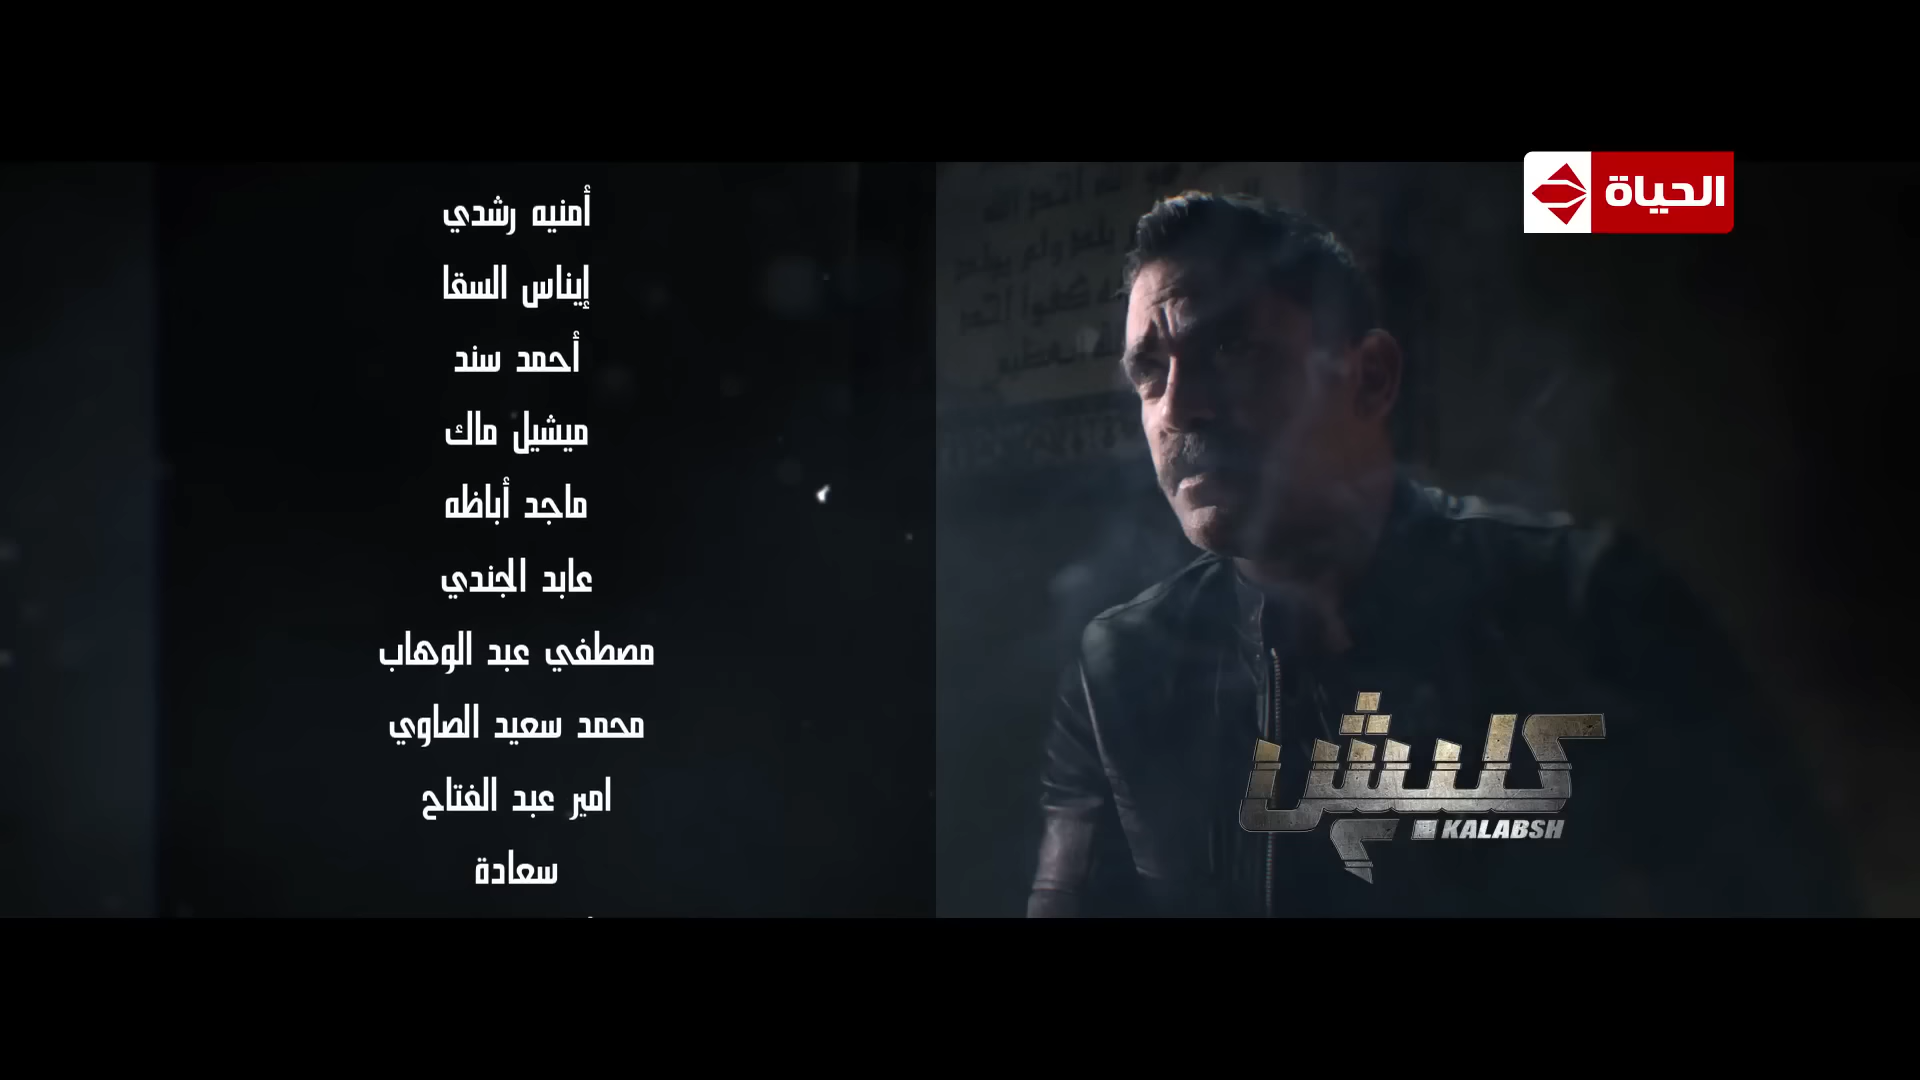 الحياة
أمنيه رشدي
إيناس السقا
أحمد سند
ميشيل ماك
ماجد أباظه
عابد الجندي
مصطفي عبد الوهاب
محمد سعيد الصاوي
امير عبد الفتاح
سعادة
كلبش
٢
KALABSH